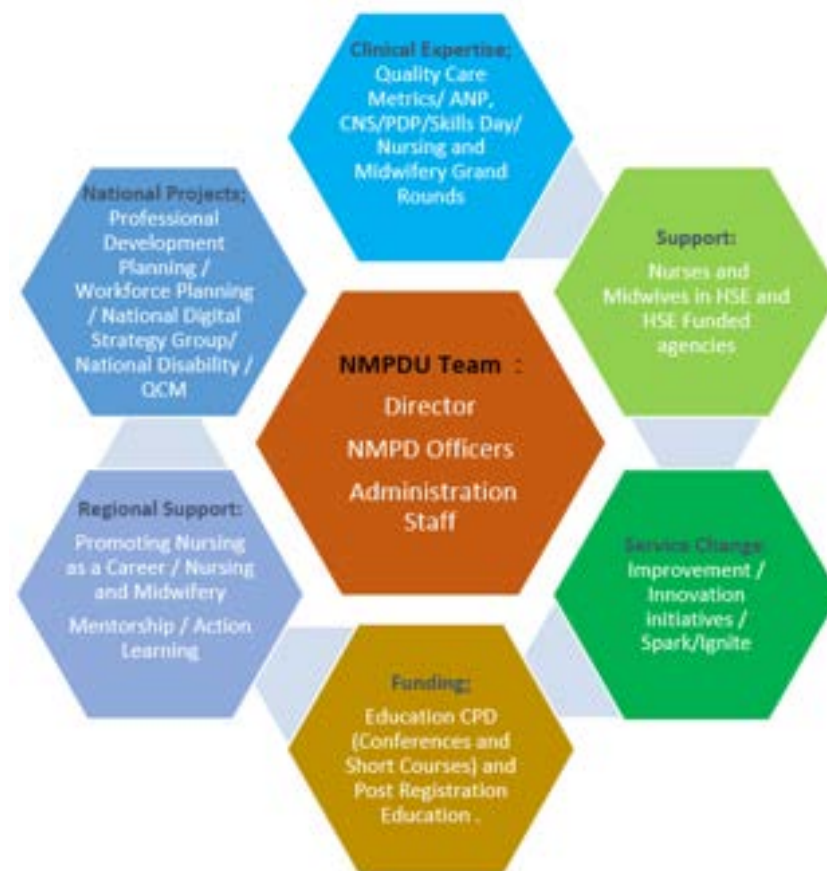 Clinical Expertise;
Quality Care
Metrics/ ANP,
CNS/PDP/Skills Day/
Nursing and
Midwifery Grand
Rounds
Support:
Nurses and
Midwives in HSE and
HSE Funded
agencies
Service Change:
Improvement /
Innovation
initiatives /
Spark/Ignite
Funding;
Education CPD
(Conferences and
Short Courses) and
Post Registration
Education .
Regional Support:
Promoting Nursing
as a Career / Nursing
and Midwifery
Mentorship / Action
Learning
National Projects;
Professional
Development
Planning /
Workforce Planning
/ National Digital
Strategy Group/
National Disability /
QCM
NMPDU Team :
Director
NMPD Officers
Administration
Staff